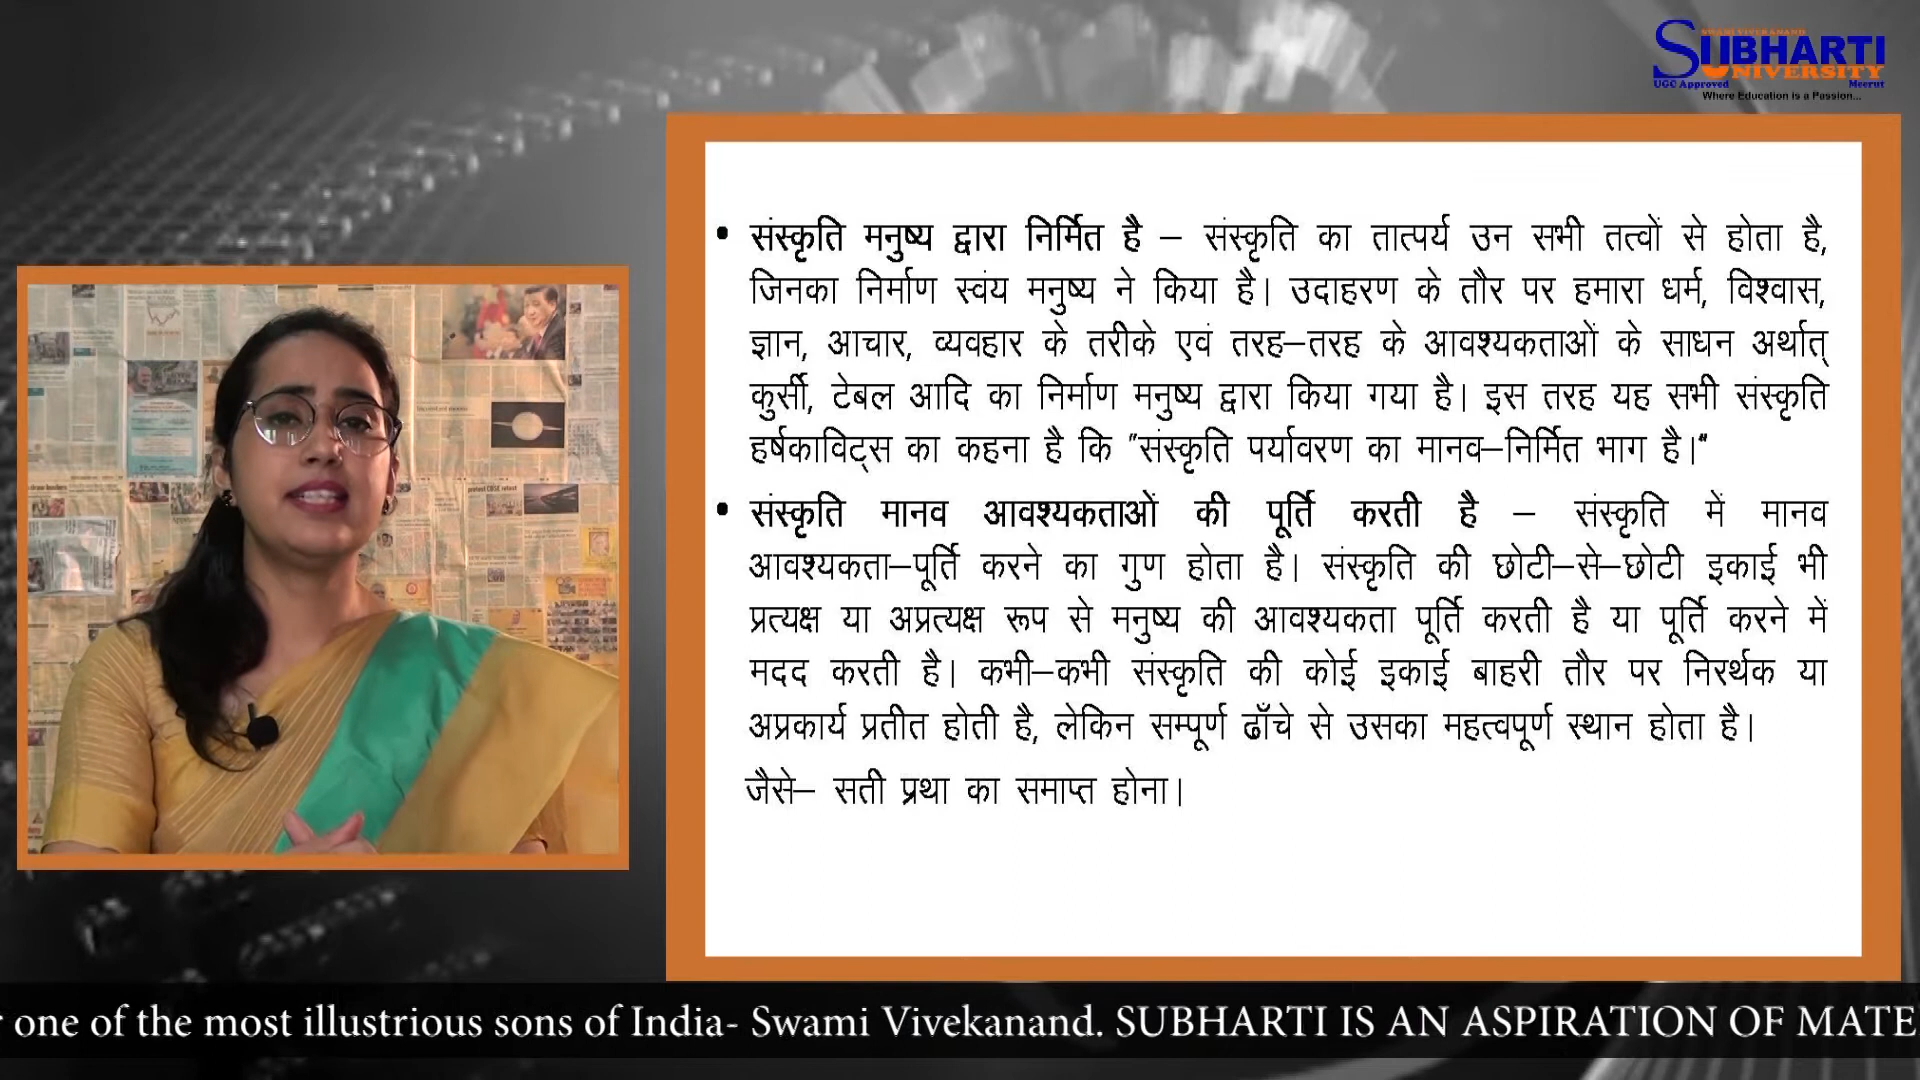 SWAMI VIVEKANAND
SUBHARTI
UNIVERSITY
UGC Approved Meerut
Where Education is a Passion...
• संस्कृति मनुष्य द्वारा निर्मित है – संस्कृति का तात्पर्य उन सभी तत्वों से होता है,
जिनका निर्माण स्वंय मनुष्य ने किया है। उदाहरण के तौर पर हमारा धर्म, विश्वास,
ज्ञान, आचार, व्यवहार के तरीके एवं तरह–तरह के आवश्यकताओं के साधन अर्थात्
कुर्सी, टेबल आदि का निर्माण मनुष्य द्वारा किया गया है। इस तरह यह सभी संस्कृति
हर्षकाविट्स का कहना है कि "संस्कृति पर्यावरण का मानव–निर्मित भाग है।"
• संस्कृति मानव आवश्यकताओं की पूर्ति करती है – संस्कृति में मानव
आवश्यकता–पूर्ति करने का गुण होता है। संस्कृति की छोटी–से–छोटी इकाई भी
प्रत्यक्ष या अप्रत्यक्ष रूप से मनुष्य की आवश्यकता पूर्ति करती है या पूर्ति करने में
मदद करती है। कभी–कभी संस्कृति की कोई इकाई बाहरी तौर पर निरर्थक या
अप्रकार्य प्रतीत होती है, लेकिन सम्पूर्ण ढाँचे से उसका महत्वपूर्ण स्थान होता है।
जैसे– सती प्रथा का समाप्त होना।
one of the most illustrious sons of India- Swami Vivekanand. SUBHARTI IS AN ASPIRATION OF MATE